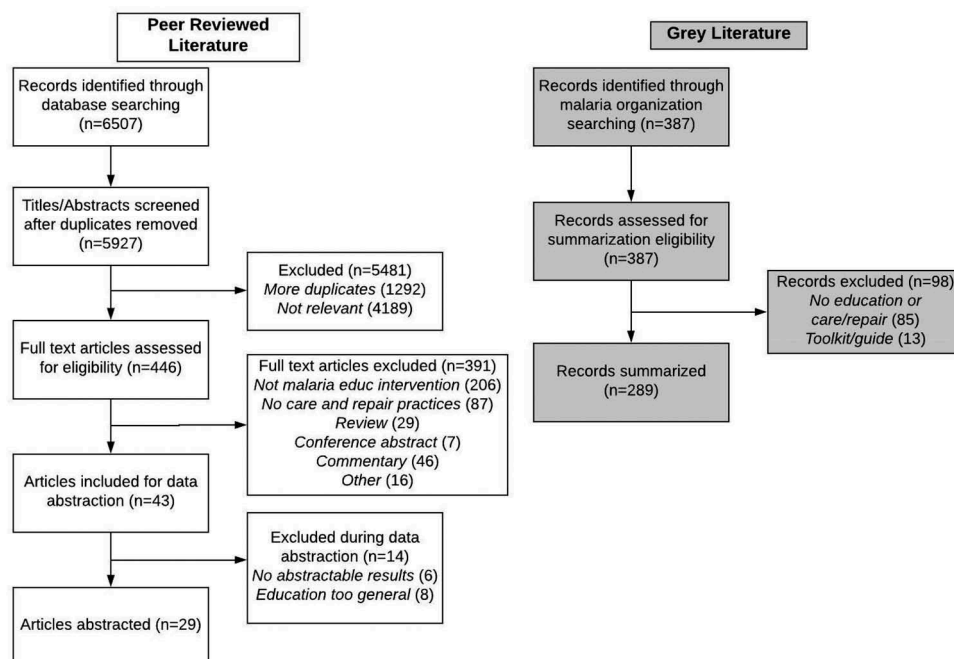 Peer Reviewed
Literature
Records identified through
database searching
(n=6507)
Titles/Abstracts screened
after duplicates removed
(n=5927)
Excluded (n=5481)
More duplicates (1292)
Not relevant (4189)
Full text articles assessed
for eligibility (n=446)
Full text articles excluded (n=391)
Not malaria educ intervention (206)
No care and repair practices (87)
Review (29)
Conference abstract (7)
Commentary (46)
Other (16)
Articles included for data
abstraction (n=43)
Excluded during data
abstraction (n=14)
No abstractable results (6)
Education too general (8)
Articles abstracted (n=29)
Grey Literature
Records identified through
malaria organization
searching (n=387)
Records assessed for
summarization eligibility
(n=387)
Records excluded (n=98)
No education or
care/repair (85)
Toolkit/guide (13)
Records summarized
(n=289)